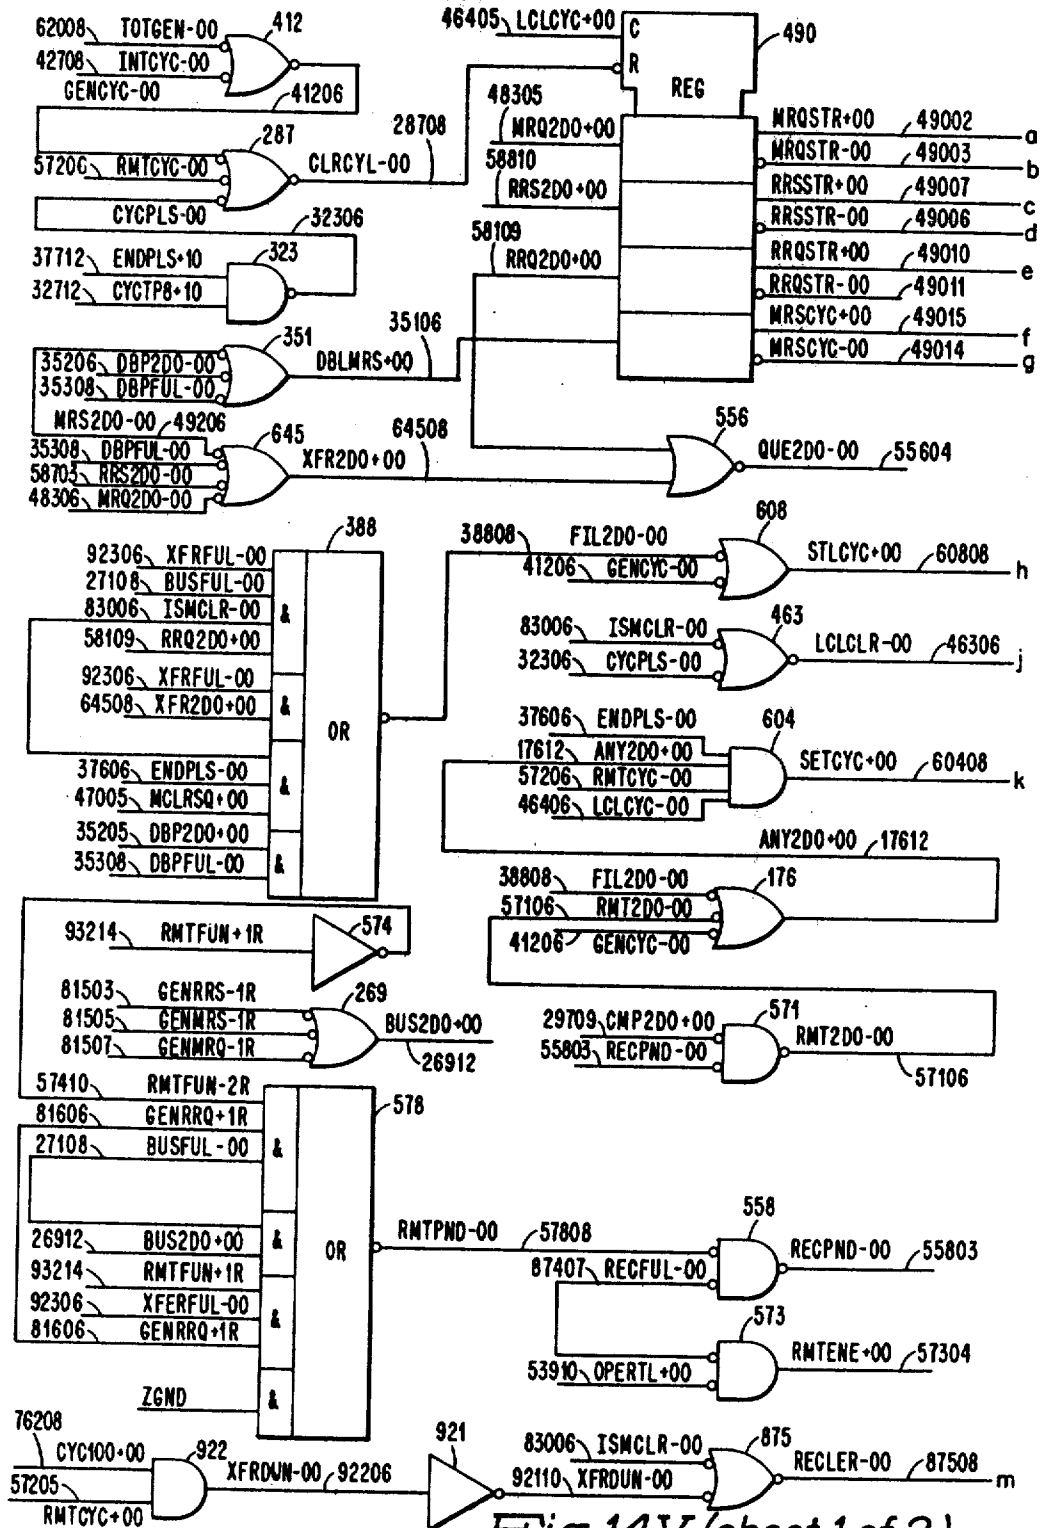 62008 TOTGEN-00 412
42708 INTCYC-00
GENCYC-00 41206
57206 RMTCYC-00 287 CLRCYL-00 28708
CYCPLS-00 32306
37712 ENDPLS+10 323
32712 CYCTP8+10
46405 LCLCYC+00 C 490
R
REG
48305 MRQ2D0+00
58810 RRS2D0+00
58109 RRQ2D0+00
MRQSTR+00 49002 a
MRQSTR-00 49003 b
RRSSTR+00 49007 c
RRSSTR-00 49006 d
RRQSTR+00 49010 e
RRQSTR-00 49011
MRSCYC+00 49015 f
MRSCYC-00 49014 g
351
35206 DBP2D0-00 DBLMRS+00 35106
35308 DBPFUL-00
MRS2D0-00 49206 645
35308 DBPFUL-00 XFR2D0+00 64508
58703 RRS2D0-00
48306 MRQ2D0-00
556 QUE2D0-00 55604
388
92306 XFRFUL-00
27108 BUSFUL-00
83006 ISMCLR-00 &
58109 RRQ2D0+00
92306 XFRFUL-00
64508 XFR2D0+00 &
OR
37606 ENDPLS-00
47005 MCLRSQ+00 &
35205 DBP2D0+00
35308 DBPFUL-00 &
38808 FIL2D0-00 608 STLCYC+00 60808 h
41206 GENCYC-00
83006 ISMCLR-00 463 LCLCLR-00 46306 j
32306 CYCPLS-00
37606 ENDPLS-00 604
17612 ANY2D0+00 SETCYC+00 60408 k
57206 RMTCYC-00
46406 LCLCYC-00
ANY2D0+00 17612
38808 FIL2D0-00 176
57106 RMT2D0-00
41206 GENCYC-00
93214 RMTFUN+1R 574
81503 GENRRS-1R 269
81505 GENMRS-1R BUS2D0+00
81507 GENMRQ-1R 26912
29709 CMP2D0+00 571 RMT2D0-00
55803 RECPND-00 57106
57410 RMTFUN-2R 578
81606 GENRRQ+1R
27108 BUSFUL-00 &
26912 BUS2D0+00 &
OR RMTPND-00 57808
93214 RMTFUN+1R
92306 XFERFUL-00 &
81606 GENRRQ+1R
ZGND &
558 RECPND-00 55803
87407 RECFUL-00
573 RMTENE+00 57304
53910 OPERTL+00
76208 CYC100+00 922 XFRDWN-00 92206 921
57205 RMTCYC+00
83006 ISMCLR-00 875 RECLER-00 87508 m
92110 XFRDUN-00
Fig. 14V (sheet 1 of 2)